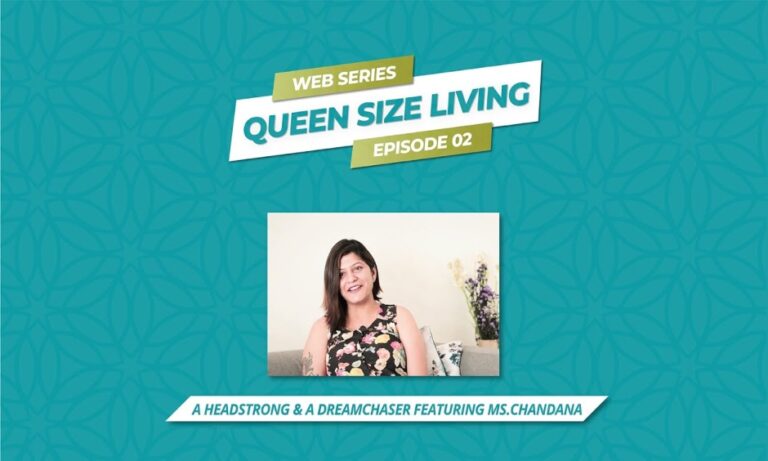 WEB SERIES
QUEEN SIZE LIVING
EPISODE 02
A HEADSTRONG & A DREAMCHASER FEATURING MS.CHANDANA